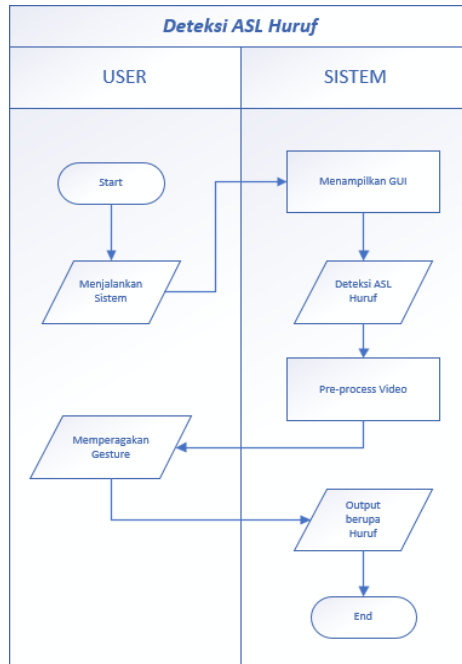 Deteksi ASL Huruf
USER
SISTEM
Start
Menampilkan GUI
Menjalankan
Sistem
Deteksi ASL
Huruf
Pre-process Video
Memperagakan
Gesture
Output
berupa
Huruf
End